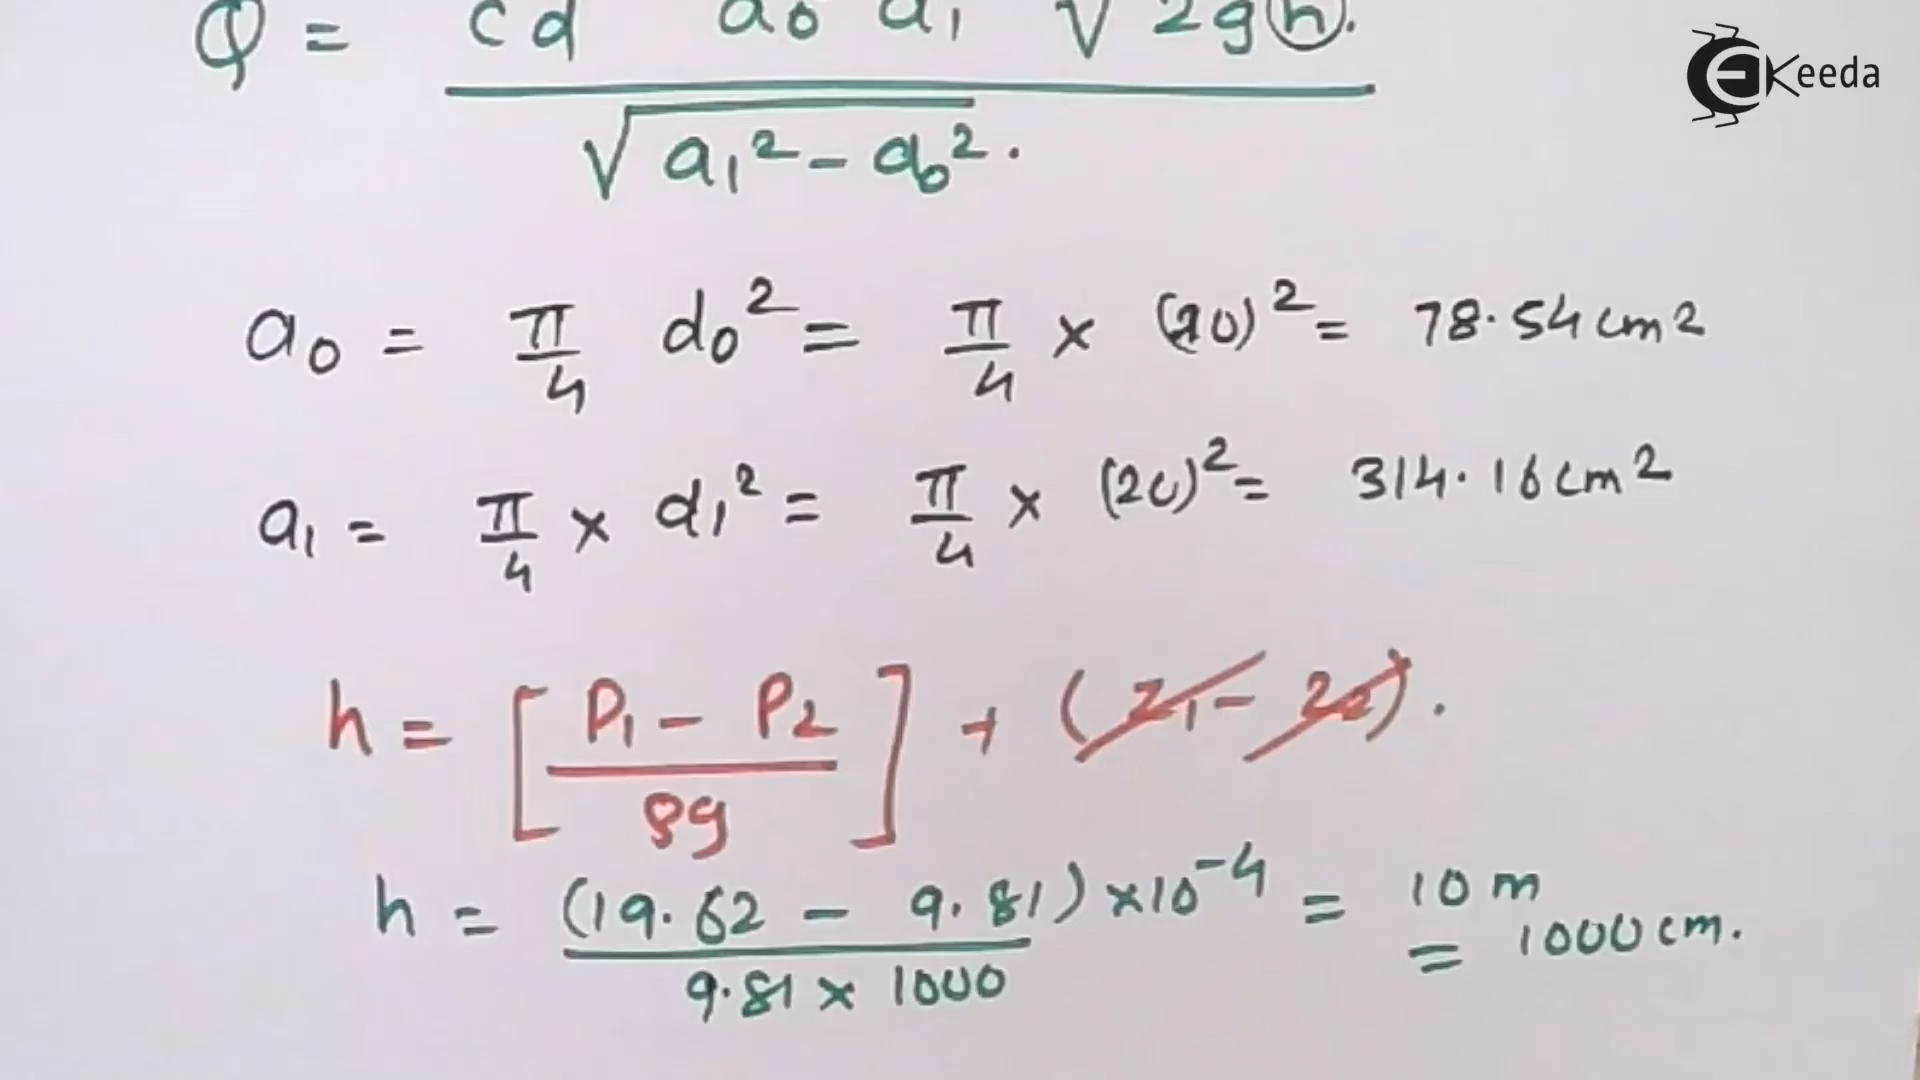 Q = cd a0 a1 √2gh.
√a1² - a0².
Keeda
a0 = π/4 d0² = π/4 × (10)² = 78.54 cm2
a1 = π/4 × d1² = π/4 × (20)² = 314.16 cm2
h = [P1 - P2 / ρg] + (z1 - z2).
h = (19.62 - 9.81) ×10⁻⁴ = 10 m
9.81 × 1000
= 1000 cm.